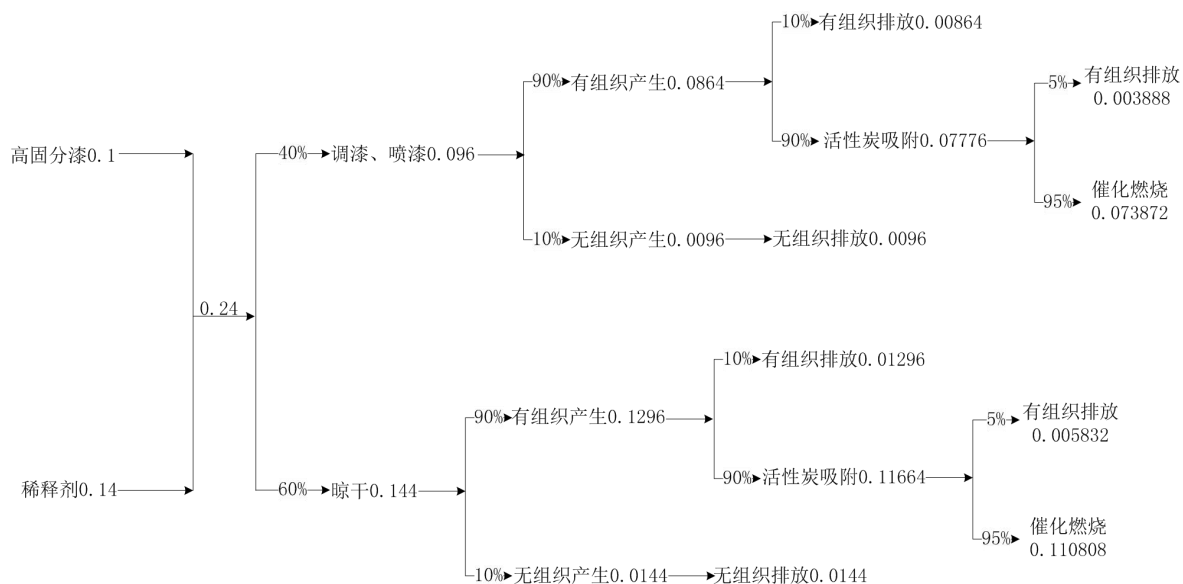 10%
有组织排放0.00864
90%
有组织产生0.0864
5%
有组织排放
0.003888
90%
活性炭吸附0.07776
高固分漆0.1
40%
调漆、喷漆0.096
95%
催化燃烧
0.073872
10%
无组织产生0.0096
无组织排放0.0096
0.24
10%
有组织排放0.01296
90%
有组织产生0.1296
5%
有组织排放
0.005832
90%
活性炭吸附0.11664
稀释剂0.14
60%
晾干0.144
95%
催化燃烧
0.110808
10%
无组织产生0.0144
无组织排放0.0144